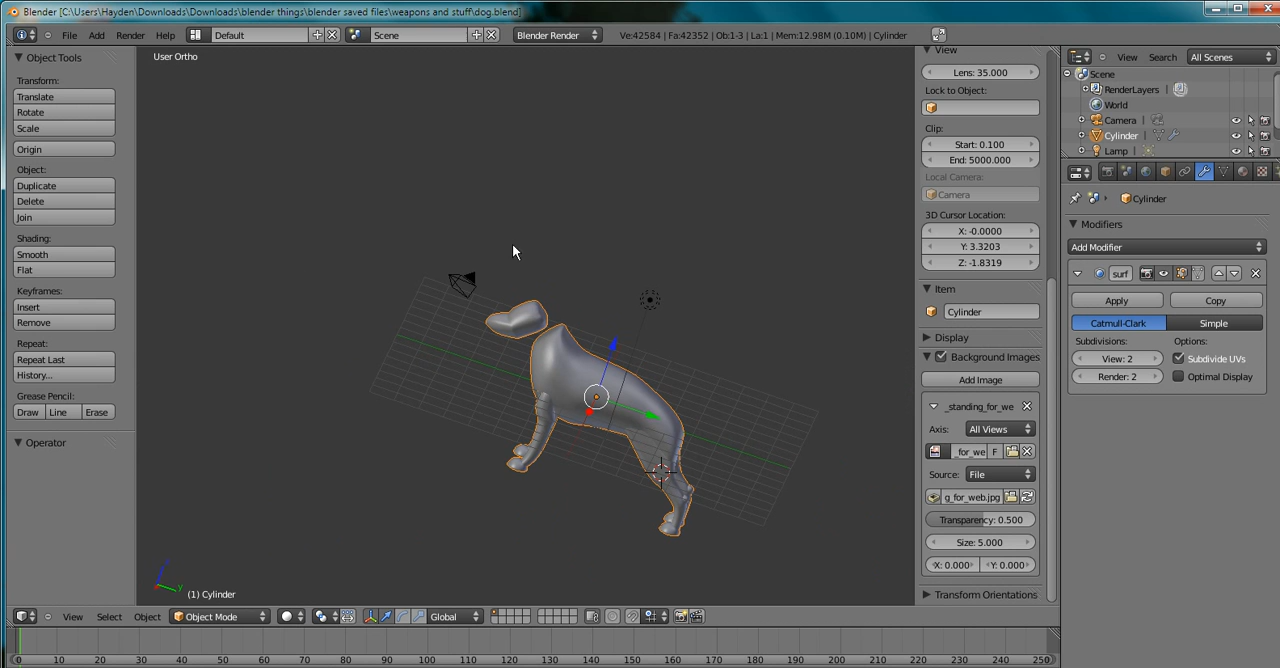 Blender [C:\Users\Hayden\Downloads\Downloads\blender things\blender saved files\weapons and stuff\dog.blend]
File Add Render Help Default Scene Blender Render Ve:42584 | Fa:42352 | Ob:1-3 | La:1 | Mem:12.98M (0.10M) | Cylinder
Object Tools
Transform:
Translate
Rotate
Scale
Origin
Object:
Duplicate
Delete
Join
Shading:
Smooth
Flat
Keyframes:
Insert
Remove
Repeat:
Repeat Last
History...
Grease Pencil:
Draw Line Erase
Operator
User Ortho
(1) Cylinder
View
Lens: 35.000
Lock to Object:
Clip:
Start: 0.100
End: 5000.000
Local Camera:
Camera
3D Cursor Location:
X: -0.0000
Y: 3.3203
Z: -1.8319
Item
Cylinder
Display
Background Images
Add Image
_standing_for_we
Axis: All Views
_for_we F
Source: File
g_for_web.jpg
Transparency: 0.500
Size: 5.000
X: 0.000 Y: 0.000
Transform Orientations
View Search All Scenes
Scene
RenderLayers |
World
Camera |
Cylinder |
Lamp |
Cylinder
Modifiers
Add Modifier
surf
Apply Copy
Catmull-Clark Simple
Subdivisions: Options:
View: 2 Subdivide UVs
Render: 2 Optimal Display
View Select Object Object Mode Global
0 10 20 30 40 50 60 70 80 90 100 110 120 130 140 150 160 170 180 190 200 210 220 230 240 250